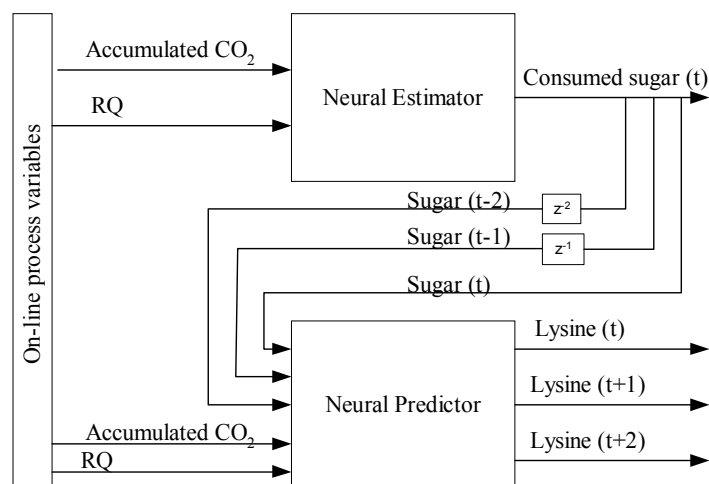 Accumulated CO2
RQ
Neural Estimator
Consumed sugar (t)
Sugar (t-2)
z-2
Sugar (t-1)
z-1
Sugar (t)
On-line process variables
Neural Predictor
Lysine (t)
Lysine (t+1)
Lysine (t+2)
Accumulated CO2
RQ